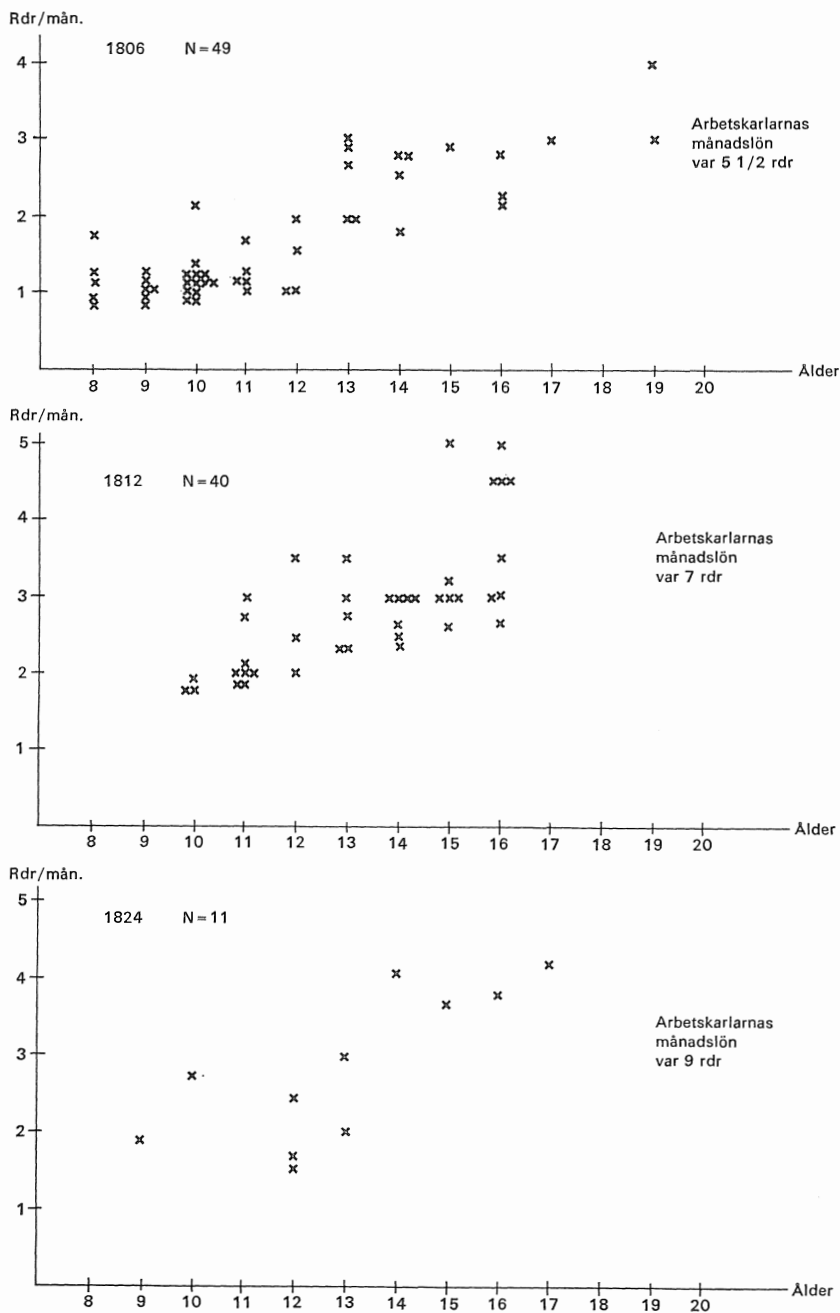 Rdr/mån.
1806 N=49
4
3
2
1
Arbetskarlarnas
månadslön
var 5 1/2 rdr
8 9 10 11 12 13 14 15 16 17 18 19 20 Ålder
Rdr/mån.
5
1812 N=40
4
3
2
1
Arbetskarlarnas
månadslön
var 7 rdr
8 9 10 11 12 13 14 15 16 17 18 19 20 Ålder
Rdr/mån.
5
1824 N=11
4
3
2
1
Arbetskarlarnas
månadslön
var 9 rdr
8 9 10 11 12 13 14 15 16 17 18 19 20 Ålder